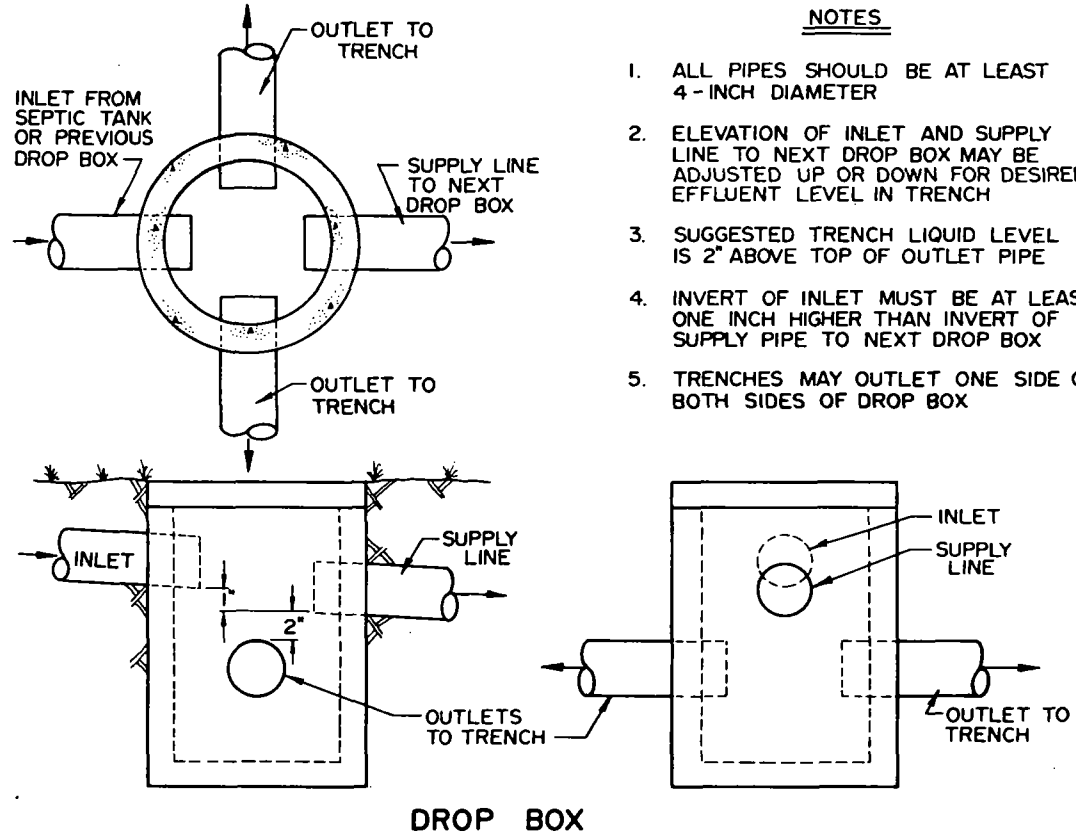 OUTLET TO
TRENCH
INLET FROM
SEPTIC TANK
OR PREVIOUS
DROP BOX
SUPPLY LINE
TO NEXT
DROP BOX
OUTLET TO
TRENCH
NOTES
1. ALL PIPES SHOULD BE AT LEAST
4-INCH DIAMETER
2. ELEVATION OF INLET AND SUPPLY
LINE TO NEXT DROP BOX MAY BE
ADJUSTED UP OR DOWN FOR DESIRED
EFFLUENT LEVEL IN TRENCH
3. SUGGESTED TRENCH LIQUID LEVEL
IS 2" ABOVE TOP OF OUTLET PIPE
4. INVERT OF INLET MUST BE AT LEAS
ONE INCH HIGHER THAN INVERT OF
SUPPLY PIPE TO NEXT DROP BOX
5. TRENCHES MAY OUTLET ONE SIDE
BOTH SIDES OF DROP BOX
INLET
SUPPLY
LINE
1"
2"
OUTLETS
TO TRENCH
INLET
SUPPLY
LINE
OUTLET TO
TRENCH
DROP BOX